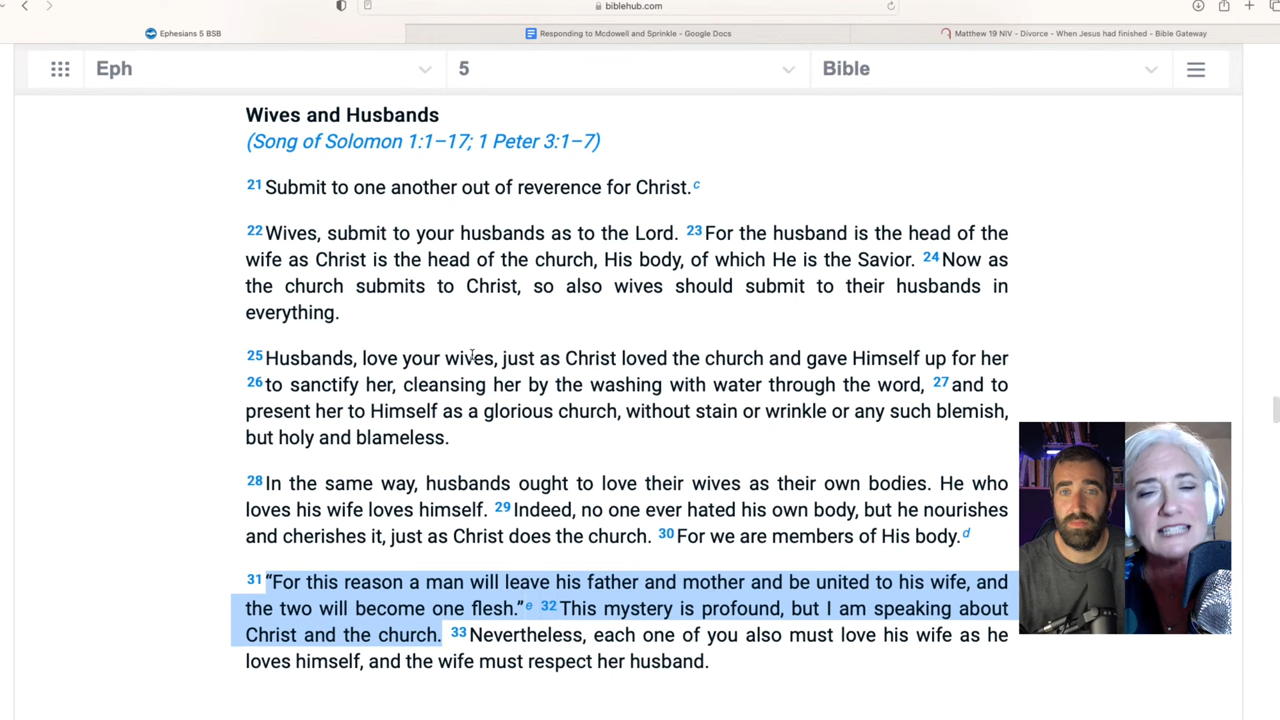 biblehub.com
Ephesians 5 BSB
Responding to Mcdowell and Sprinkle - Google Docs
Matthew 19 NIV - Divorce - When Jesus had finished - Bible Gateway
Eph
5
Bible
Wives and Husbands
(Song of Solomon 1:1–17; 1 Peter 3:1–7)
21 Submit to one another out of reverence for Christ. c
22 Wives, submit to your husbands as to the Lord. 23 For the husband is the head of the
wife as Christ is the head of the church, His body, of which He is the Savior. 24 Now as
the church submits to Christ, so also wives should submit to their husbands in
everything.
25 Husbands, love your wives, just as Christ loved the church and gave Himself up for her
26 to sanctify her, cleansing her by the washing with water through the word, 27 and to
present her to Himself as a glorious church, without stain or wrinkle or any such blemish,
but holy and blameless.
28 In the same way, husbands ought to love their wives as their own bodies. He who
loves his wife loves himself. 29 Indeed, no one ever hated his own body, but he nourishes
and cherishes it, just as Christ does the church. 30 For we are members of His body. d
31 “For this reason a man will leave his father and mother and be united to his wife, and
the two will become one flesh.” e 32 This mystery is profound, but I am speaking about
Christ and the church. 33 Nevertheless, each one of you also must love his wife as he
loves himself, and the wife must respect her husband.